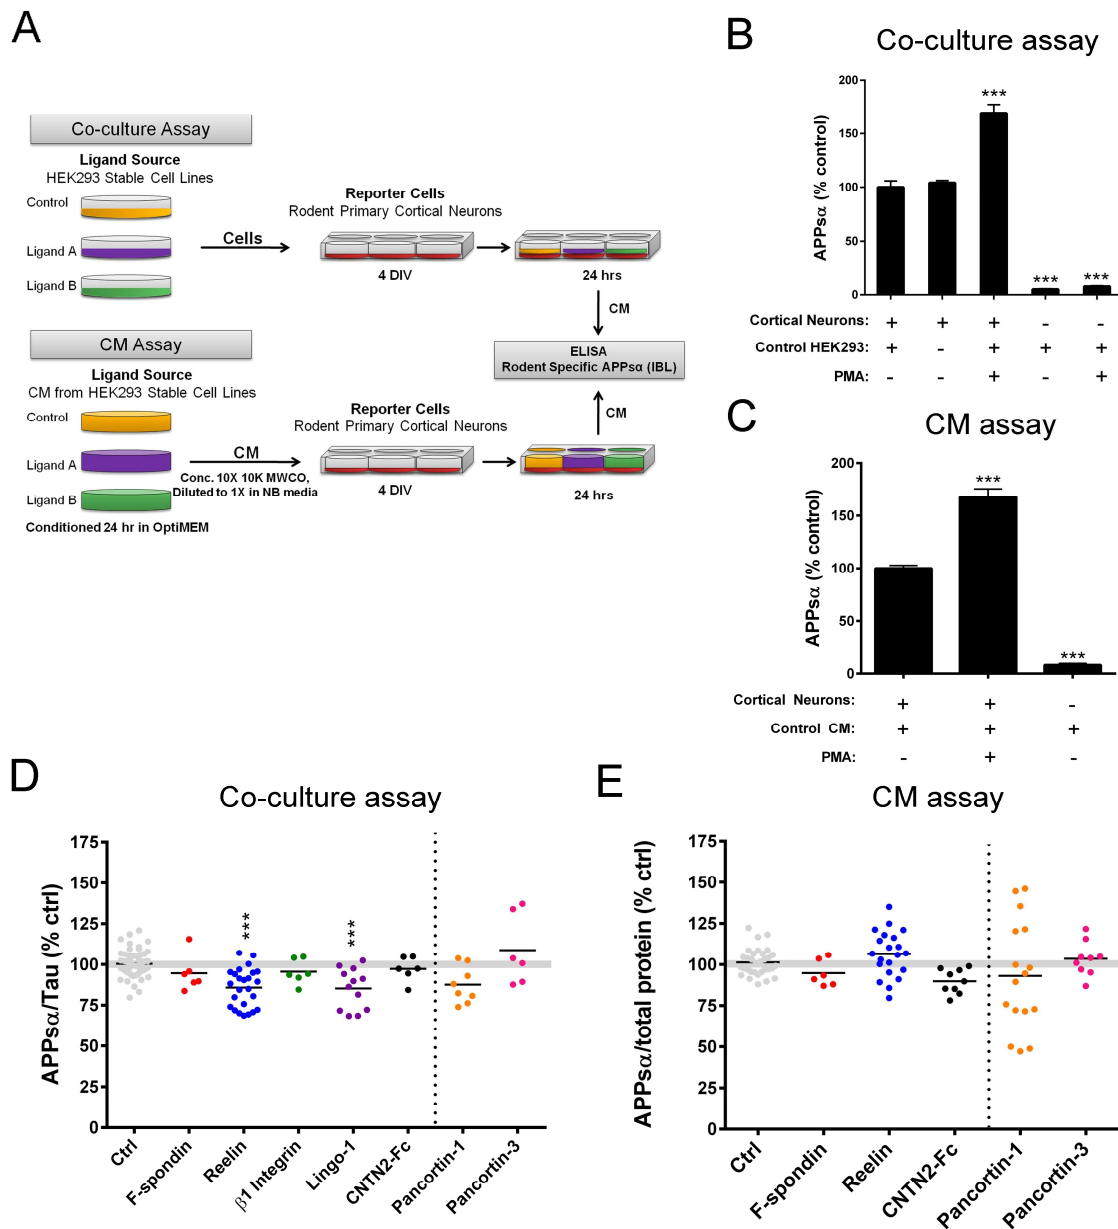 A
Co-culture Assay
Ligand Source
HEK293 Stable Cell Lines
Control
Ligand A
Ligand B
Cells
Reporter Cells
Rodent Primary Cortical Neurons
4 DIV
24 hrs
CM
ELISA
Rodent Specific APPsα (IBL)
CM
CM Assay
Ligand Source
CM from HEK293 Stable Cell Lines
Control
Ligand A
Ligand B
Conditioned 24 hr in OptiMEM
CM
Conc. 10X 10K MWCO,
Diluted to 1X in NB media
Reporter Cells
Rodent Primary Cortical Neurons
4 DIV
24 hrs
B
Co-culture assay
APPsα (% control)
200
150
100
50
0
***
***
***
Cortical Neurons: + + + - -
Control HEK293: + - + + +
PMA: - - + - +
C
CM assay
APPsα (% control)
200
150
100
50
0
***
***
Cortical Neurons: + + -
Control CM: + + +
PMA: - + -
D
Co-culture assay
APPsα/Tau (% ctrl)
175
150
125
100
75
50
25
0
***
***
Ctrl
F-spondin
Reelin
β1 Integrin
Lingo-1
CNTN2-Fc
Pancortin-1
Pancortin-3
E
CM assay
APPsα/total protein (% ctrl)
175
150
125
100
75
50
25
0
Ctrl
F-spondin
Reelin
CNTN2-Fc
Pancortin-1
Pancortin-3